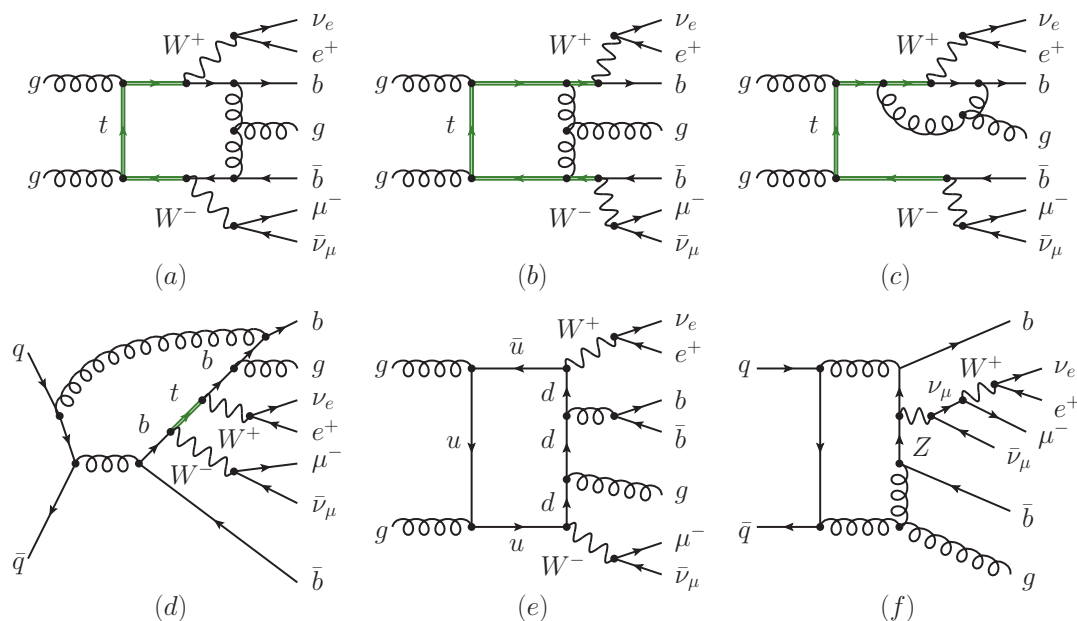 W⁺ ν_e W⁺ ν_e W⁺ ν_e
e⁺ e⁺ e⁺
g b g b g b
t g t g t g
g b̄ g b̄ g b̄
W⁻ μ⁻ W⁻ μ⁻ W⁻ μ⁻
ν̄_μ ν̄_μ ν̄_μ
(a) (b) (c)
q b g
b t ν_e
b W⁺ e⁺
W⁻ μ⁻
ν̄_μ
q̄ b̄
(d)
g ū W⁺ ν_e
e⁺
d b
u d b̄
d g
g u W⁻ μ⁻
ν̄_μ
(e)
q b
ν_μ W⁺ ν_e
e⁺
Z ν̄_μ μ⁻
b̄
q̄ g
(f)